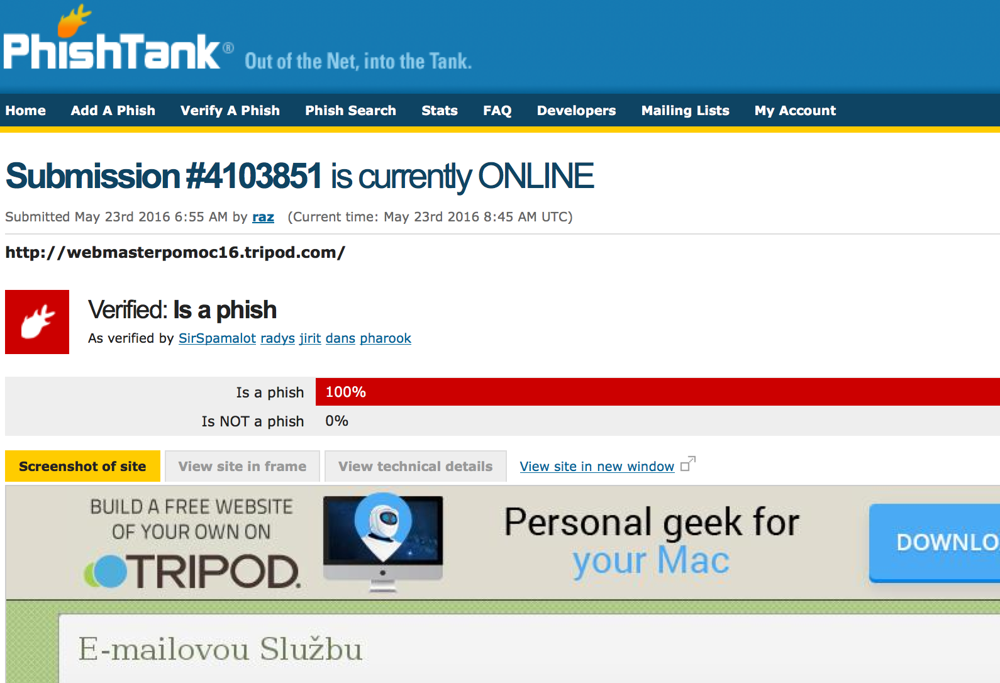 PhishTank® Out of the Net, into the Tank.
Home Add A Phish Verify A Phish Phish Search Stats FAQ Developers Mailing Lists My Account
Submission #4103851 is currently ONLINE
Submitted May 23rd 2016 6:55 AM by raz (Current time: May 23rd 2016 8:45 AM UTC)
http://webmasterpomoc16.tripod.com/
Verified: Is a phish
As verified by SirSpamalot radys jirit dans pharook
Is a phish 100%
Is NOT a phish 0%
Screenshot of site View site in frame View technical details View site in new window
BUILD A FREE WEBSITE
OF YOUR OWN ON
TRIPOD.
Personal geek for
your Mac
DOWNLO
E-mailovou Službu